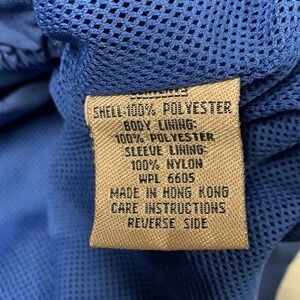 SHELL:100% POLYESTER
BODY LINING:
100% POLYESTER
SLEEVE LINING:
100% NYLON
WPL 6605
MADE IN HONG KONG
CARE INSTRUCTIONS
REVERSE SIDE